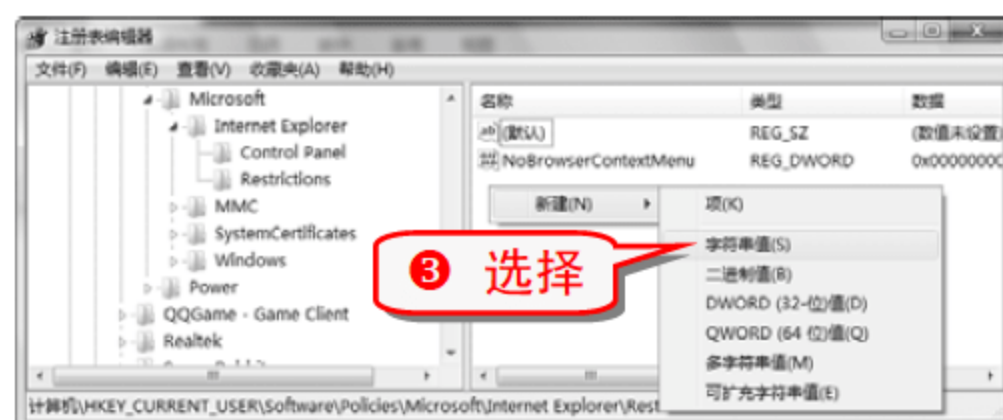 注册表编辑器
文件(F) 编辑(E) 查看(V) 收藏夹(A) 帮助(H)
Microsoft
Internet Explorer
Control Panel
Restrictions
MMC
SystemCertificates
Windows
Power
QQGame - Game Client
Realtek
名称 类型 数据
(默认) REG_SZ (数值未设置)
NoBrowserContextMenu REG_DWORD 0x0000000
新建(N)
项(K)
字符串值(S)
二进制值(B)
DWORD (32-位)值(D)
QWORD (64 位)值(Q)
多字符串值(M)
可扩充字符串值(E)
❸ 选择
计算机\HKEY_CURRENT_USER\Software\Policies\Microsoft\Internet Explorer\Rest